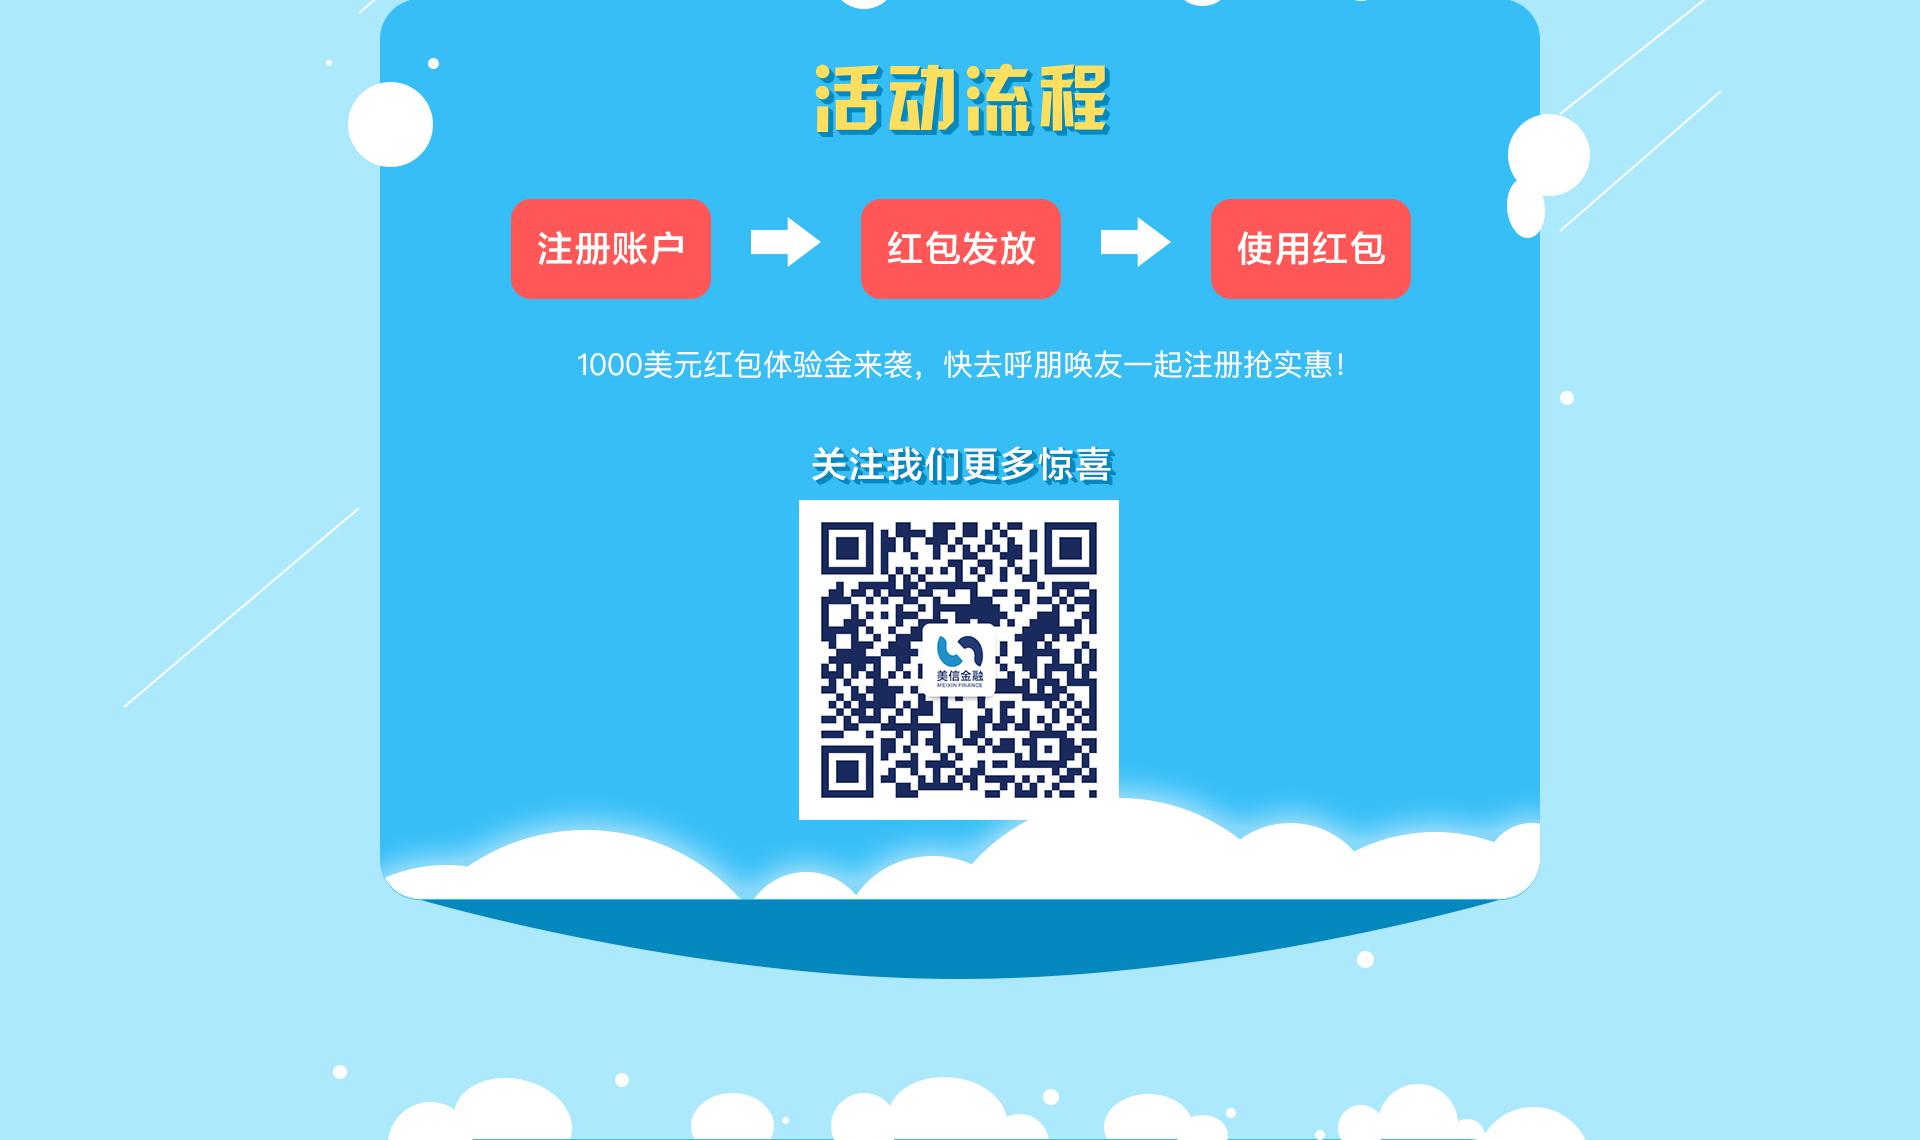 活动流程
注册账户
红包发放
使用红包
1000美元红包体验金来袭，快去呼朋唤友一起注册抢实惠！
关注我们更多惊喜
美信金融
MEIXIN FINANCE